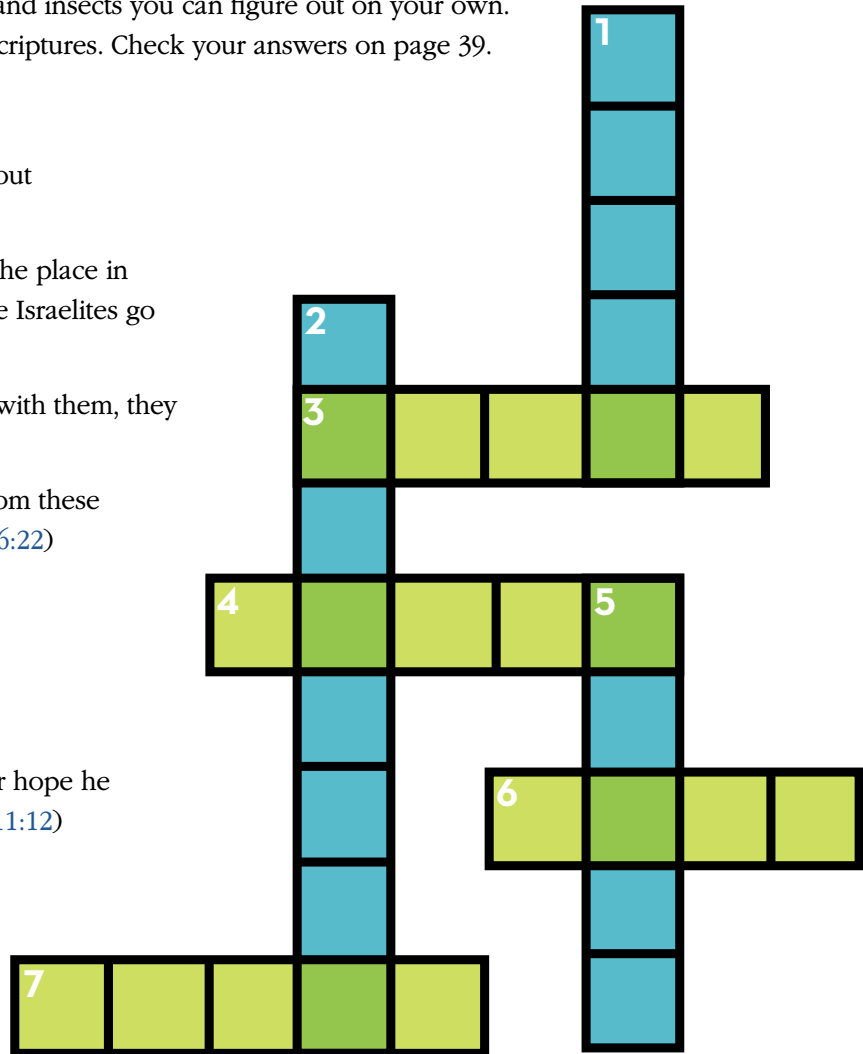 and insects you can figure out on your own.
criptures. Check your answers on page 39.
out
he place in
e Israelites go
with them, they
om these
6:22)
r hope he
11:12)
1
2
3
4
5
6
7